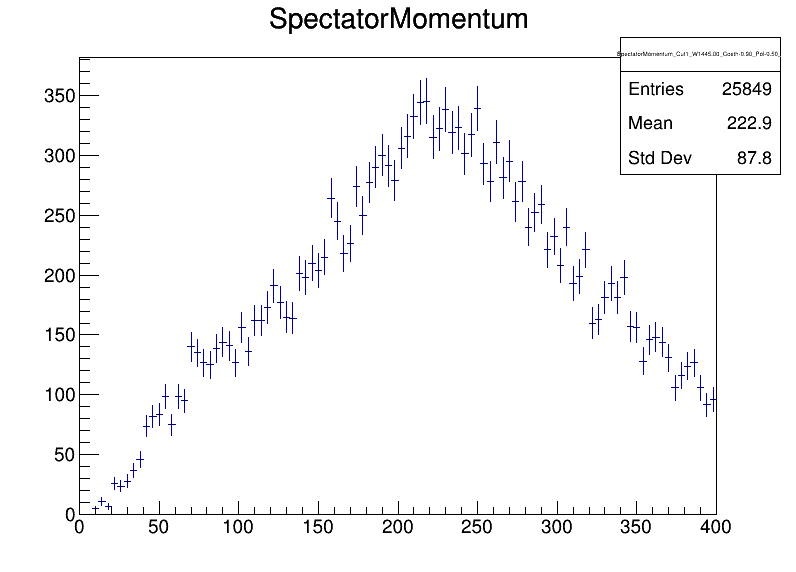 SpectatorMomentum
SpectatorMomentum_Cut1_W1445.00_Costh-0.90_Pol-0.50_
Entries 25849
Mean 222.9
Std Dev 87.8
350
300
250
200
150
100
50
0
0 50 100 150 200 250 300 350 400